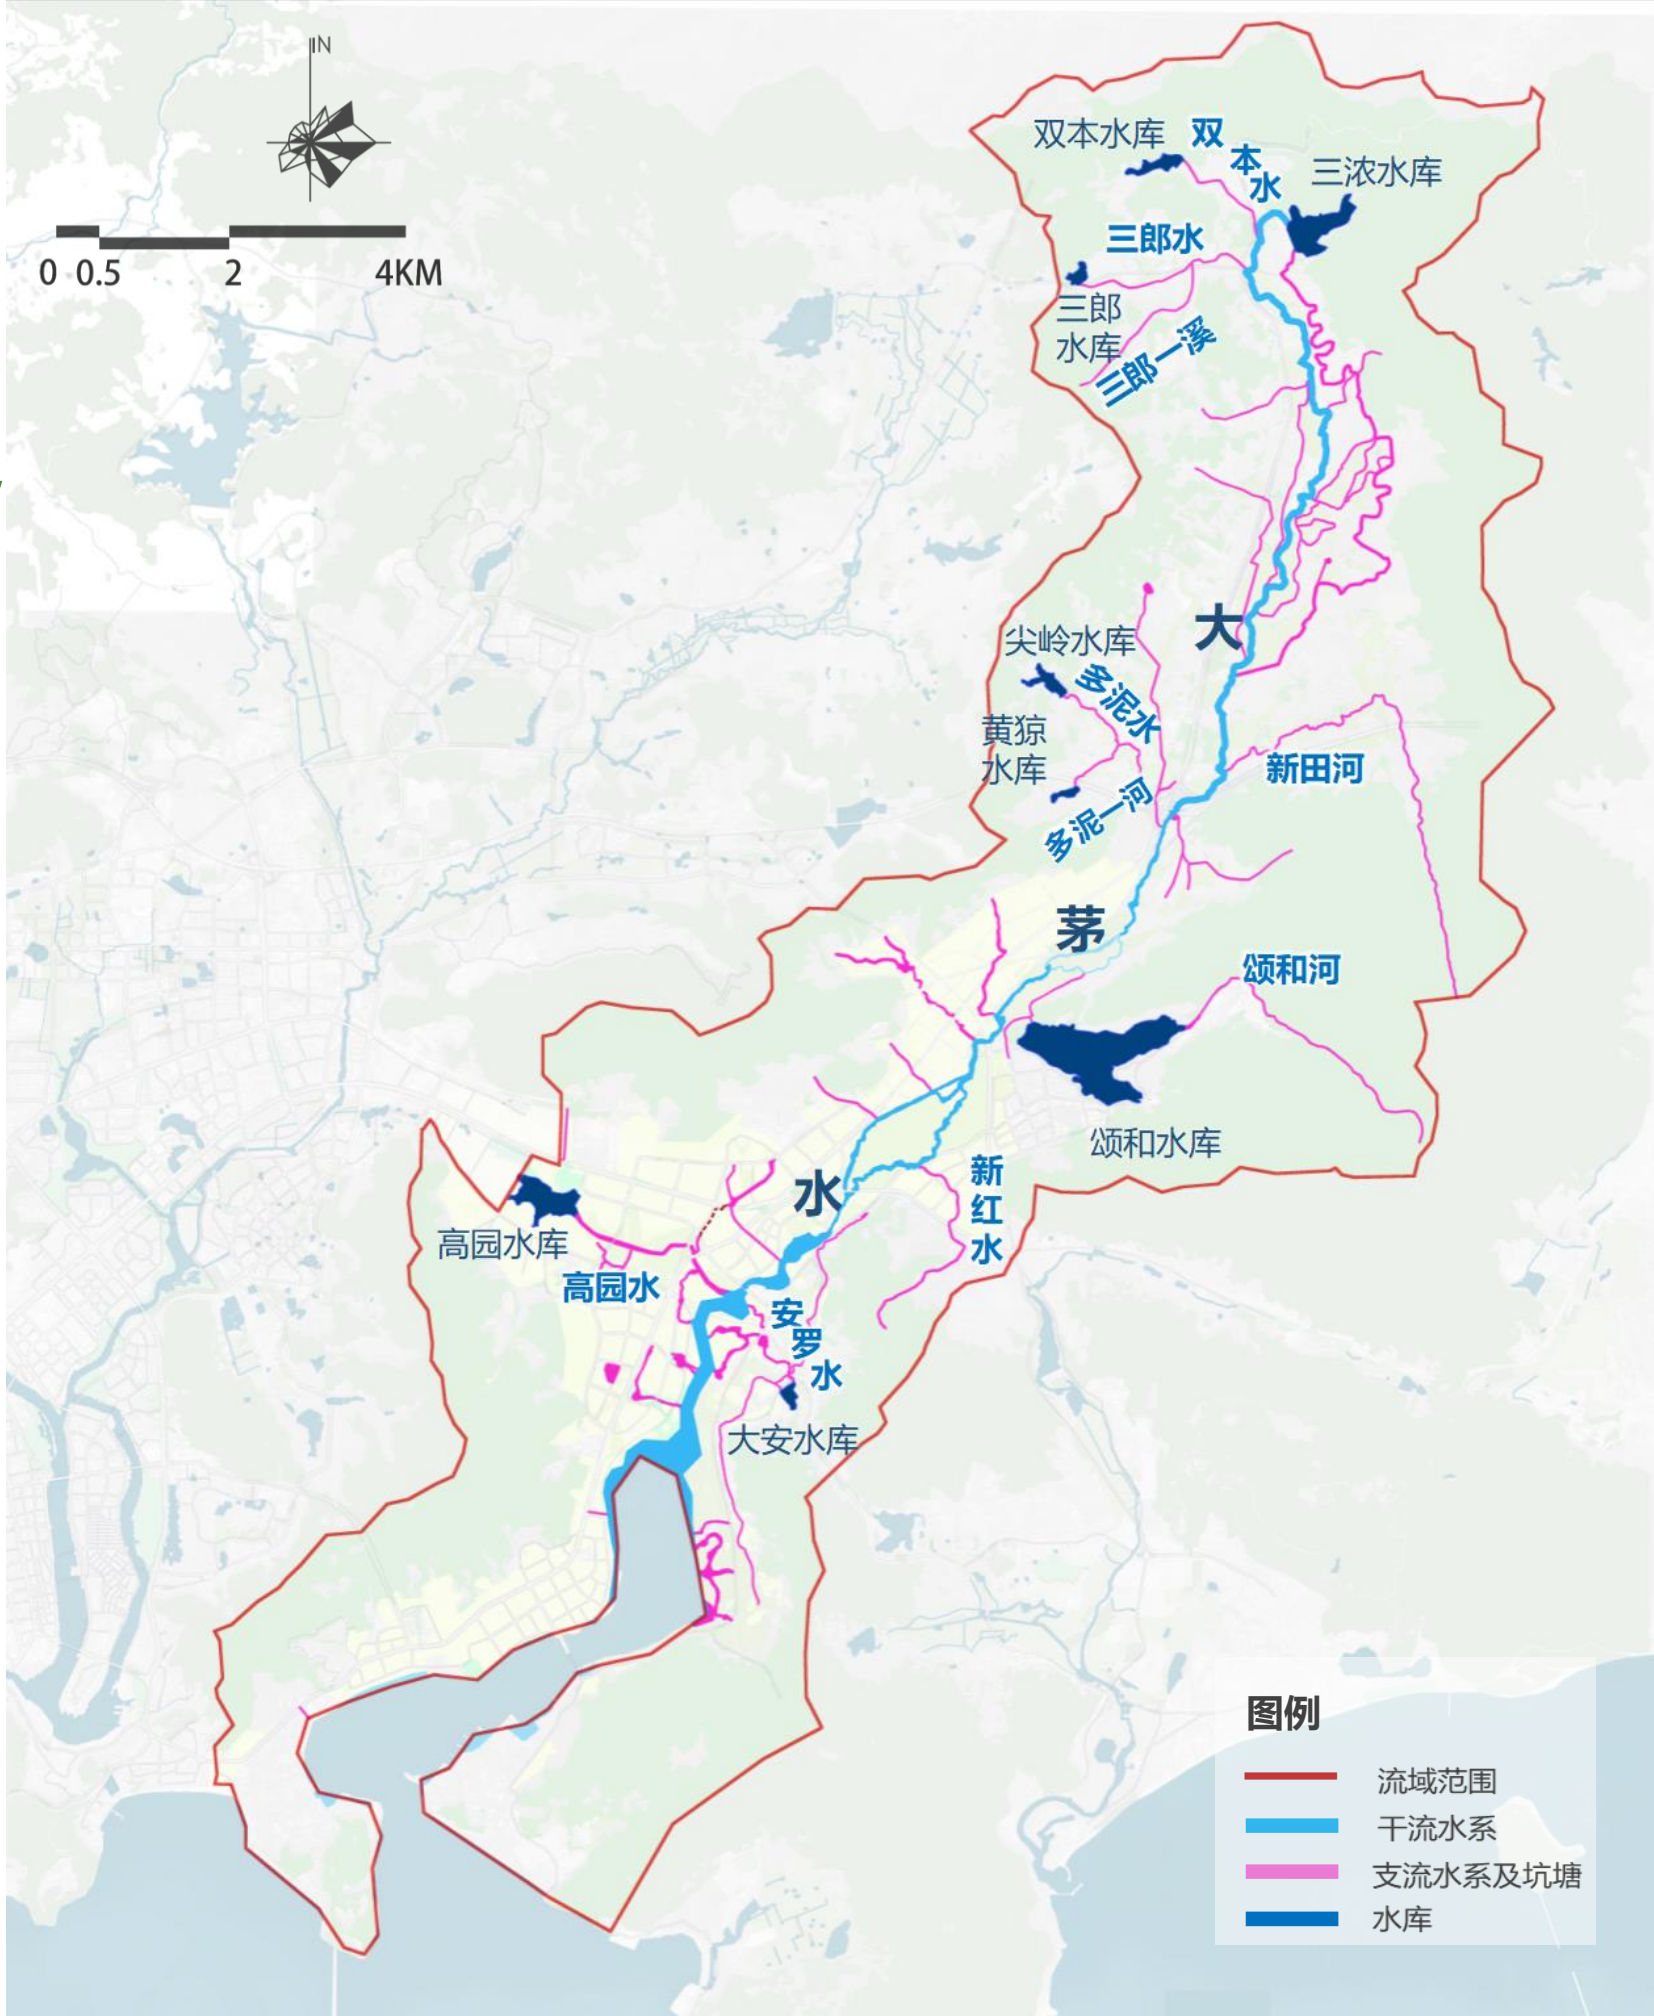 N
0 0.5 2 4KM
双本水库
双本水
三浓水库
三郎水
三郎
水库
三郎一溪
大
尖岭水库
多泥水
黄猄
水库
多泥一河
新田河
茅
颂和河
颂和水库
水
新红水
高园水库
高园水
安罗水
大安水库
图例
流域范围
干流水系
支流水系及坑塘
水库